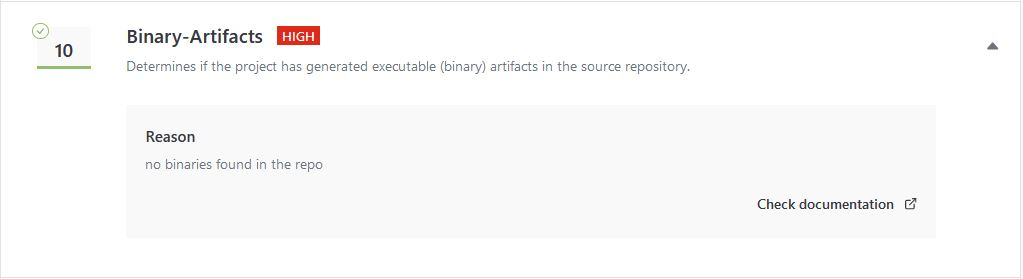 10
Binary-Artifacts HIGH
Determines if the project has generated executable (binary) artifacts in the source repository.
Reason
no binaries found in the repo
Check documentation